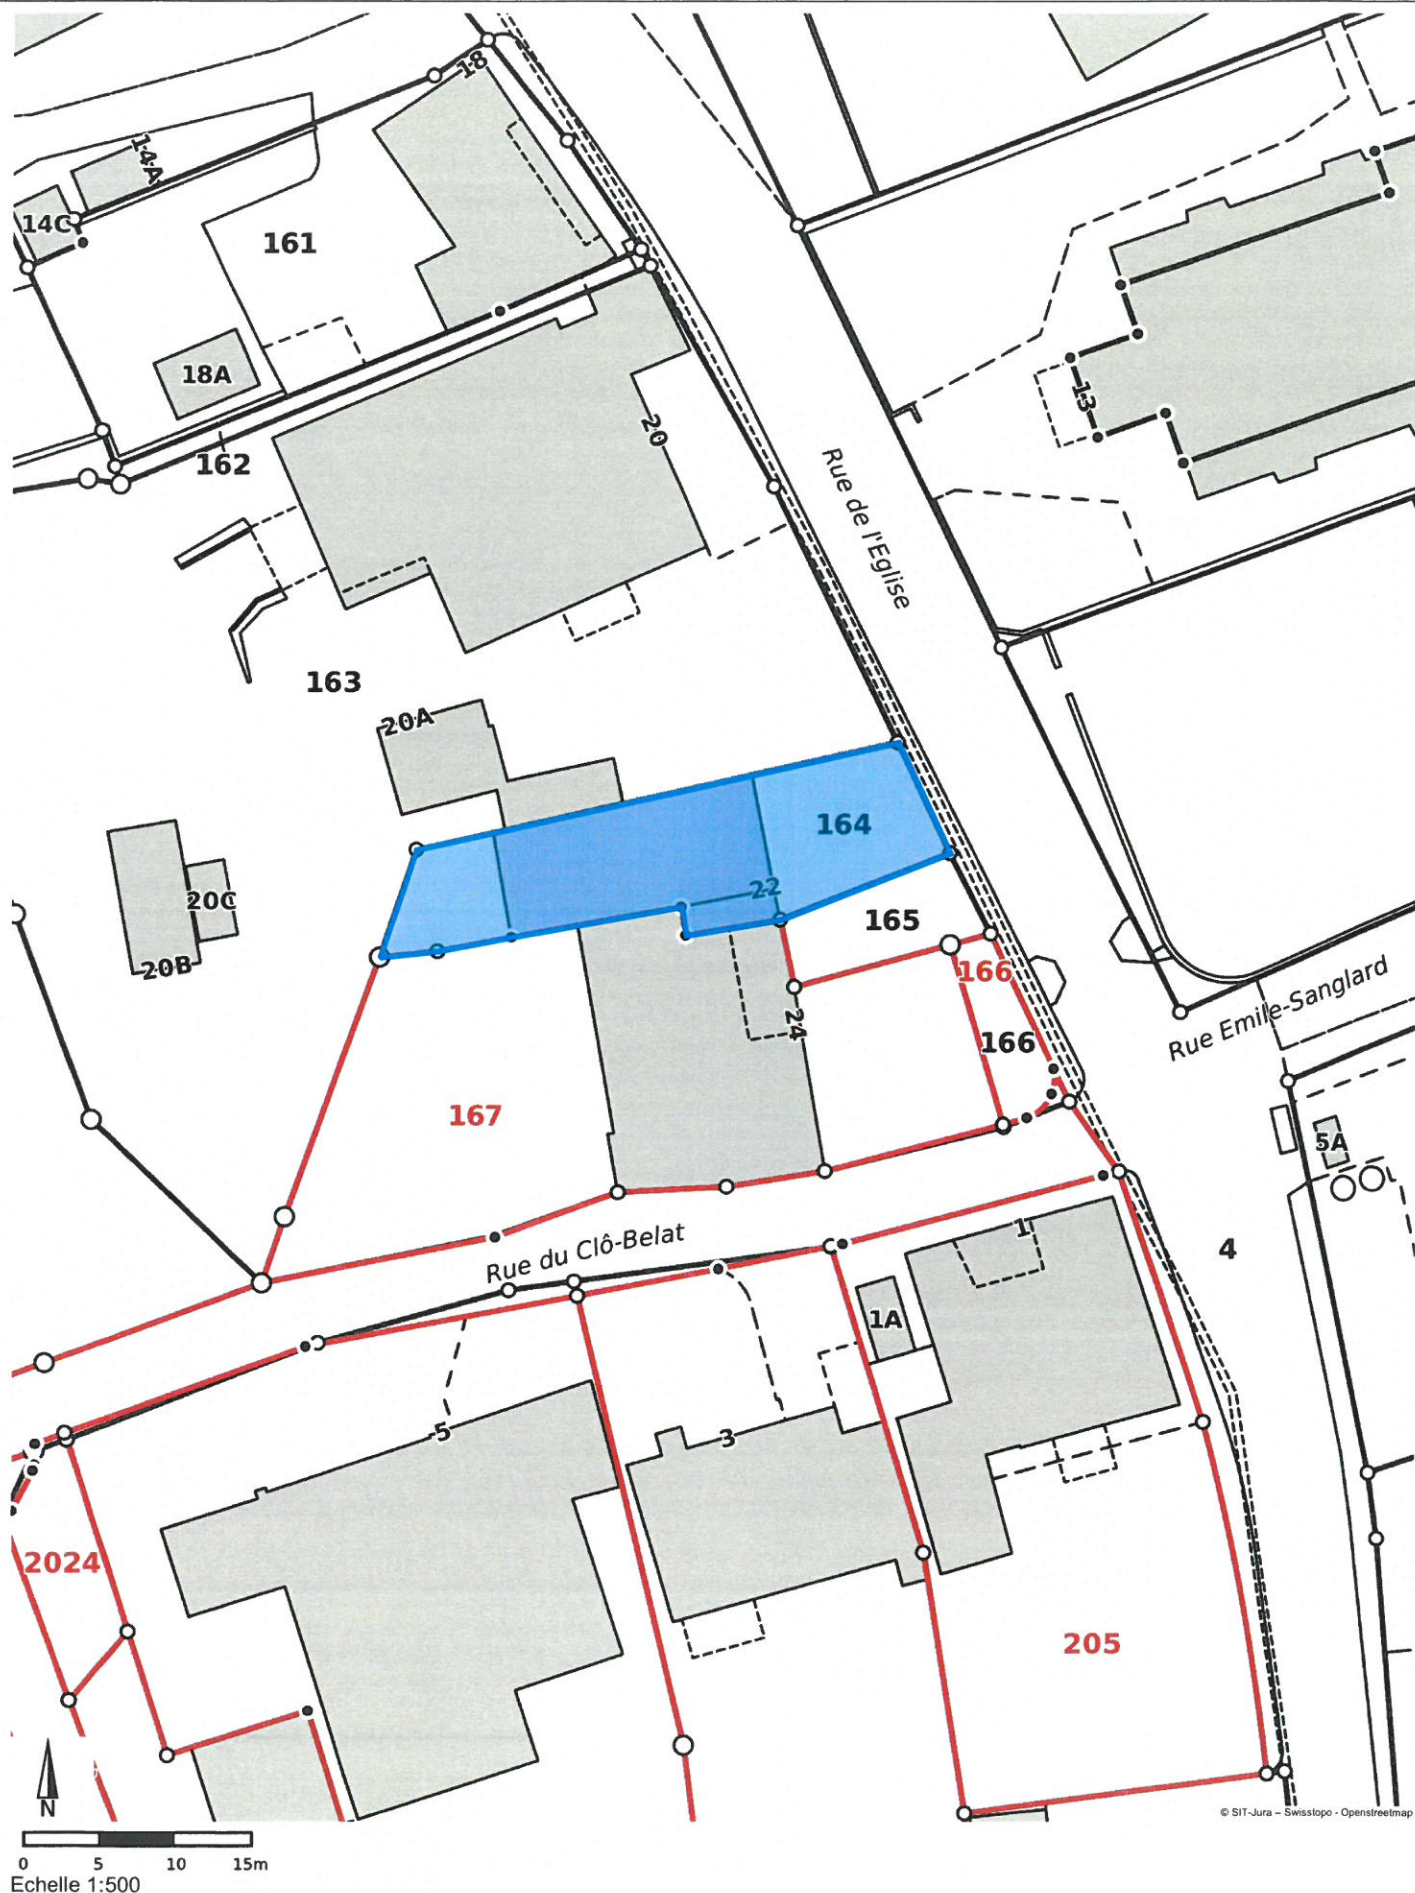 18
14A
14C
161
18A
162
20
13
Rue de l'Eglise
163
20A
164
22
20C
165
20B
166
24
166
Rue Emile-Sanglard
167
5A
Rue du Clô-Belat
1
4
1A
5
3
2024
205
N
© SIT-Jura – Swisstopo - Openstreetmap
0 5 10 15m
Echelle 1:500